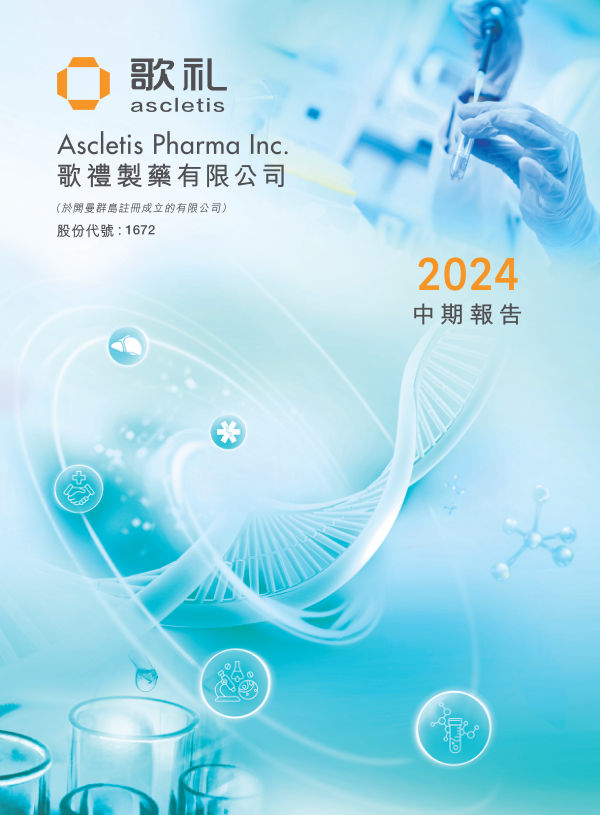 歌礼
ascletis
Ascletis Pharma Inc.
歌禮製藥有限公司
(於開曼群島註冊成立的有限公司)
股份代號 : 1672
2024
中期報告